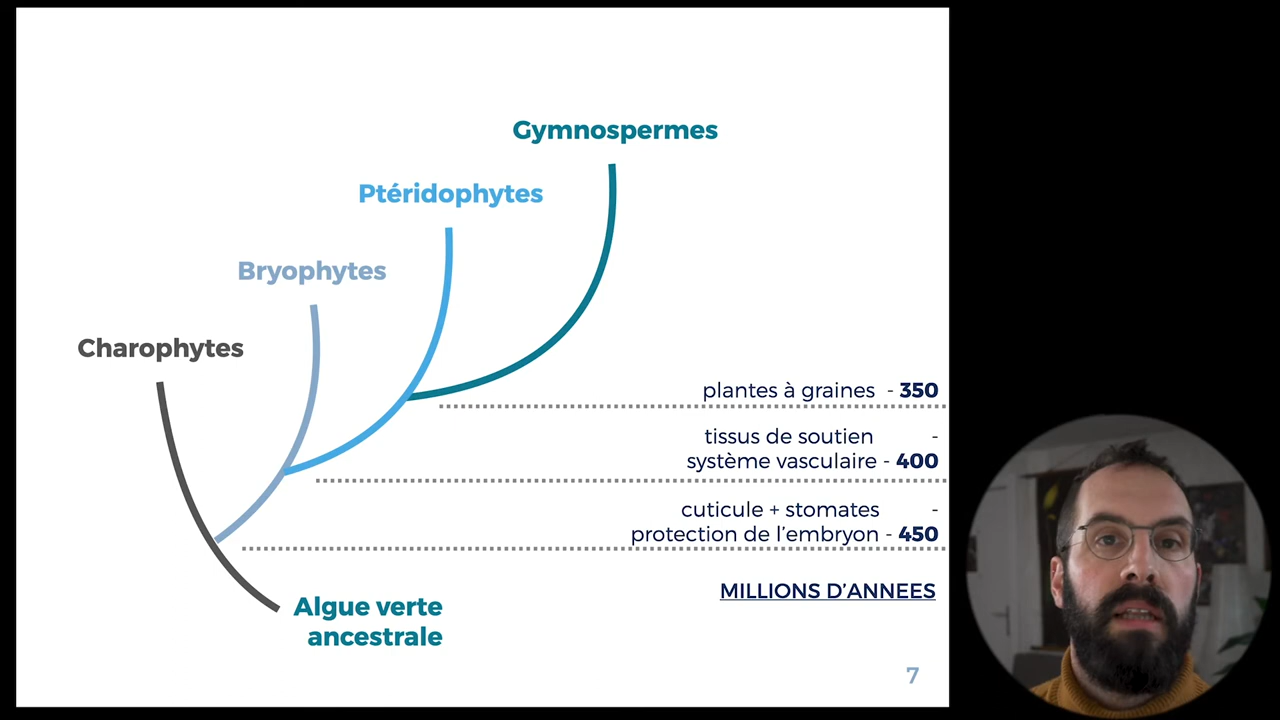 Gymnospermes
Ptéridophytes
Bryophytes
Charophytes
plantes à graines - 350
tissus de soutien -
système vasculaire - 400
cuticule + stomates -
protection de l'embryon - 450
MILLIONS D'ANNEES
Algue verte
ancestrale
7